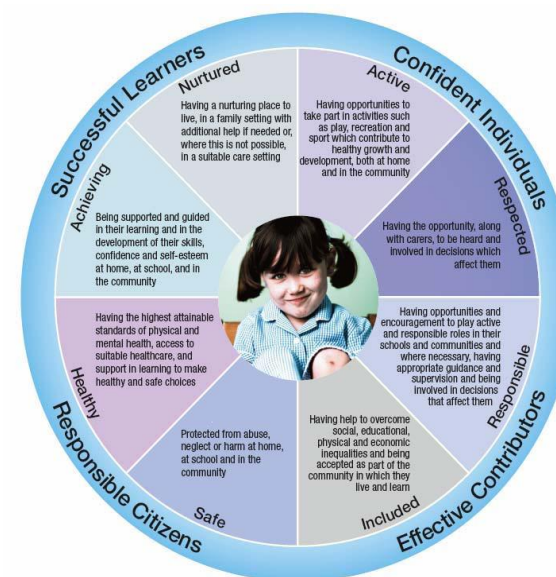 Successful Learners
Confident Individuals
Nurtured
Having a nurturing place to
live, in a family setting with
additional help if needed or,
where this is not possible,
in a suitable care setting
Active
Having opportunities to
take part in activities such
as play, recreation and
sport which contribute to
healthy growth and
development, both at home
and in the community
Achieving
Being supported and guided
in their learning and in the
development of their skills,
confidence and self-esteem
at home, at school, and in
the community
Respected
Having the opportunity, along
with carers, to be heard and
involved in decisions which
affect them
Healthy
Having the highest attainable
standards of physical and
mental health, access to
suitable healthcare, and
support in learning to make
healthy and safe choices
Responsible
Having opportunities and
encouragement to play active
and responsible roles in their
schools and communities and
where necessary, having
appropriate guidance and
supervision and being
involved in decisions
that affect them
Safe
Protected from abuse,
neglect or harm at home,
at school and in the
community
Included
Having help to overcome
social, educational,
physical and economic
inequalities and being
accepted as part of the
community in which they
live and learn
Responsible Citizens
Effective Contributors